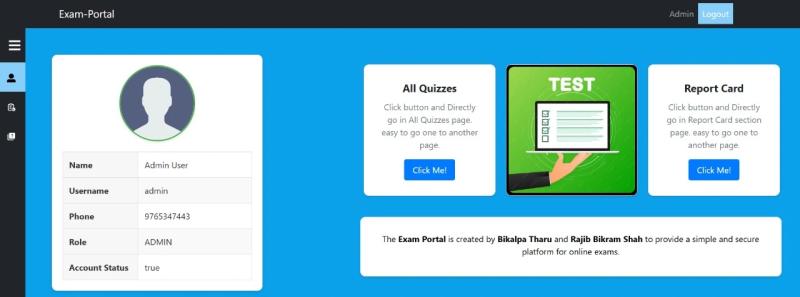 Exam-Portal
Admin
Logout
Name Admin User
Username admin
Phone 9765347443
Role ADMIN
Account Status true
All Quizzes
Click button and Directly
go in All Quizzes page.
easy to go one to another
page.
Click Me!
TEST
Report Card
Click button and Directly
go in Report Card section
page. easy to go one to
another page.
Click Me!
The Exam Portal is created by Bikalpa Tharu and Rajib Bikram Shah to provide a simple and secure
platform for online exams.